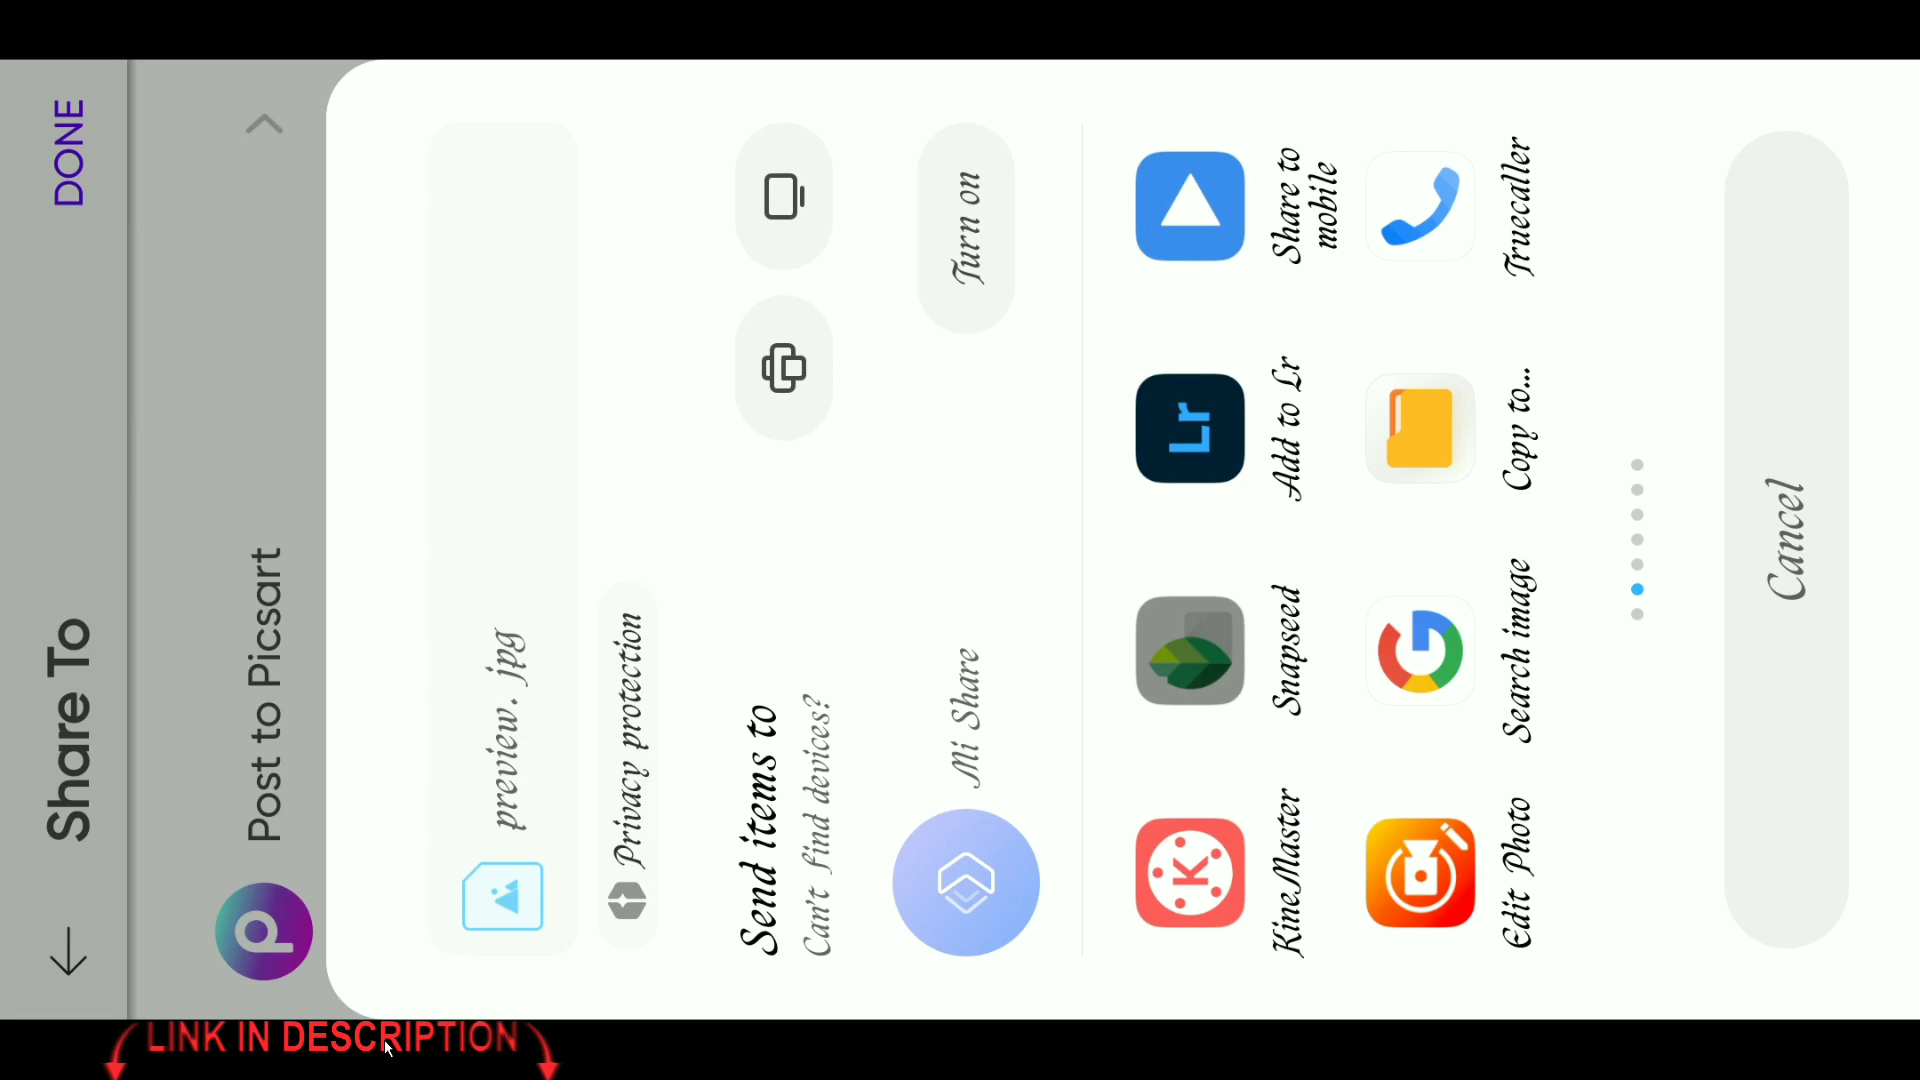 Share To
DONE
Post to Picsart
preview.jpg
Privacy protection
Send items to
Can't find devices?
Mi Share
Turn on
K
Lr
KineMaster
Snapseed
Add to Lr
Share to
mobile
Edit Photo
Search image
Copy to...
Truecaller
Cancel
LINK IN DESCRIPTION